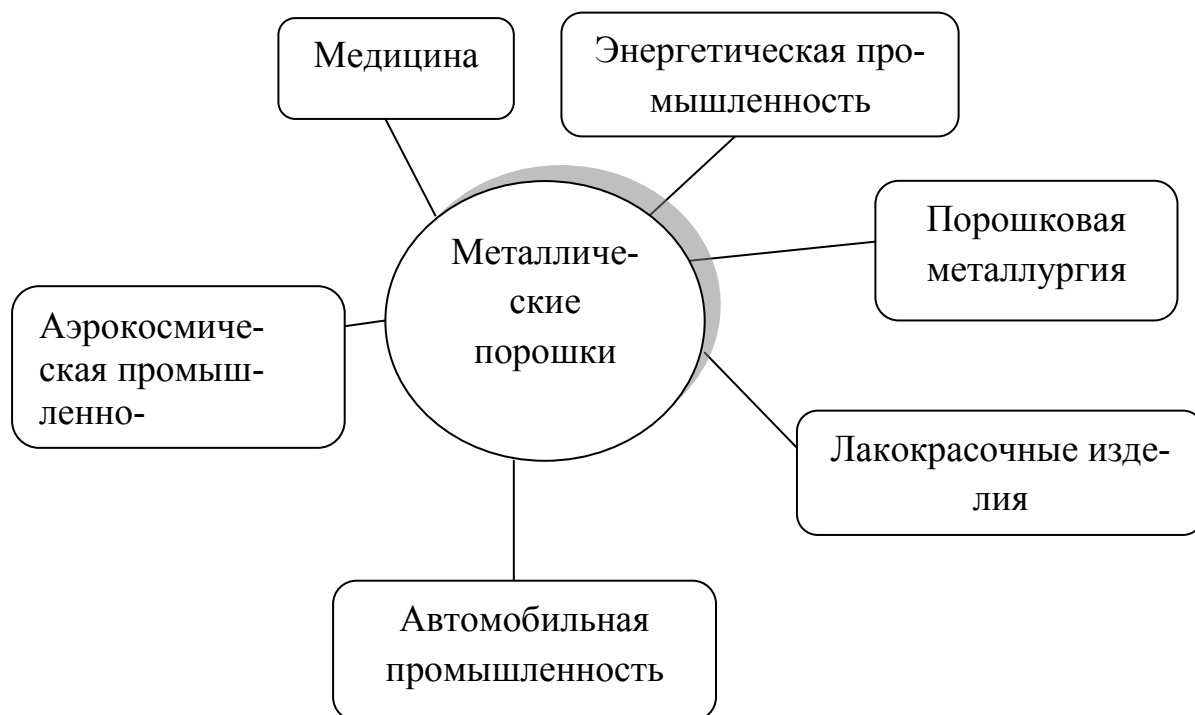 Медицина
Энергетическая про-
мышленность
Порошковая
металлургия
Металличе-
ские
порошки
Аэрокосмиче-
ская промыш-
ленно-
Лакокрасочные изде-
лия
Автомобильная
промышленность